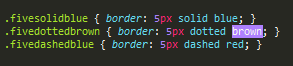 .fivesolidblue { border: 5px solid blue; }
.fivedottedbrown { border: 5px dotted brown; }
.fivedashedblue { border: 5px dashed red; }